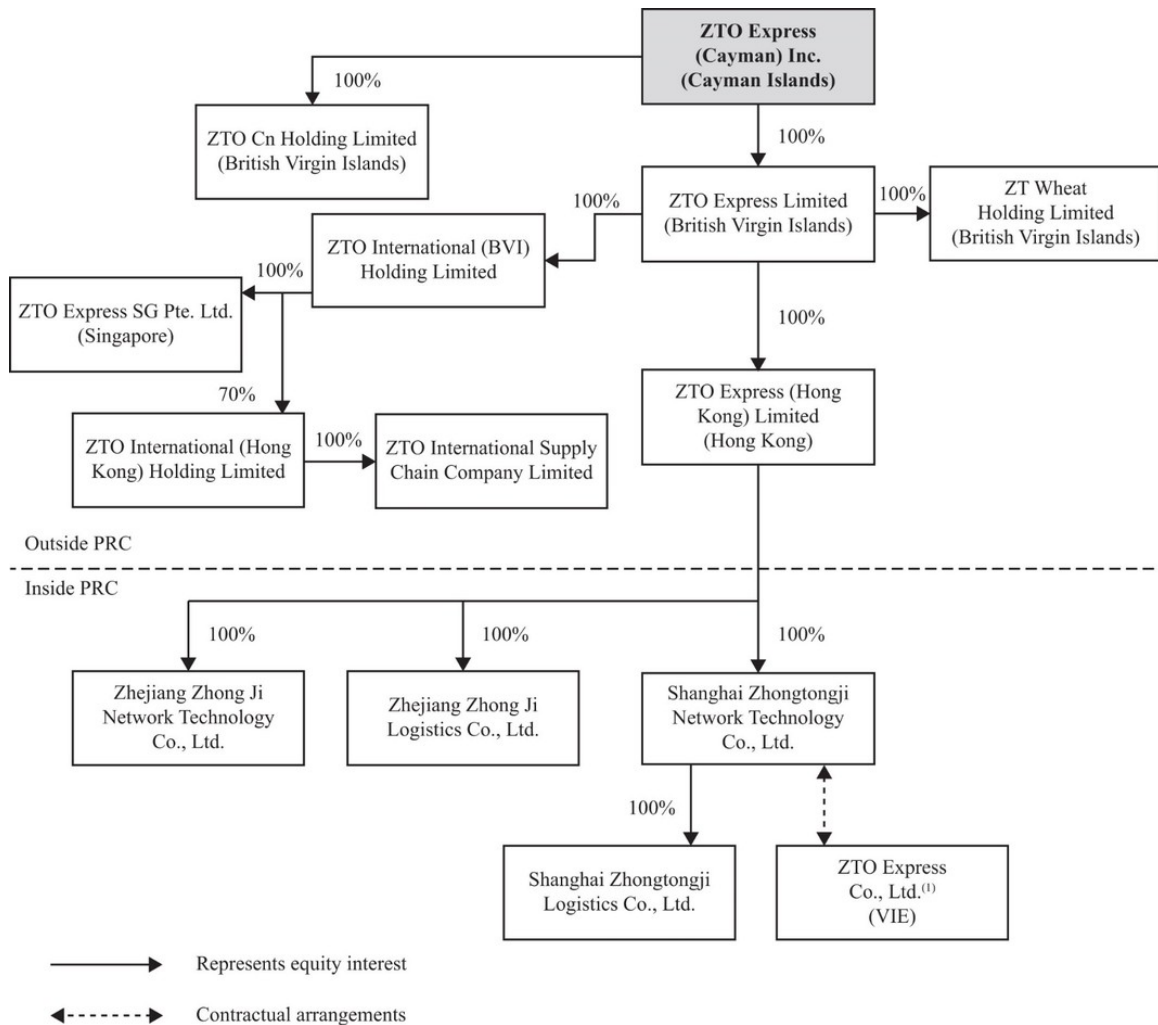 ZTO Express
(Cayman) Inc.
(Cayman Islands)
100%
100%
ZTO Cn Holding Limited
(British Virgin Islands)
ZTO Express Limited
(British Virgin Islands)
100%
ZT Wheat
Holding Limited
(British Virgin Islands)
100%
ZTO International (BVI)
Holding Limited
100%
ZTO Express SG Pte. Ltd.
(Singapore)
100%
70%
ZTO Express (Hong
Kong) Limited
(Hong Kong)
ZTO International (Hong
Kong) Holding Limited
100%
ZTO International Supply
Chain Company Limited
Outside PRC
Inside PRC
100%
100%
100%
Zhejiang Zhong Ji
Network Technology
Co., Ltd.
Zhejiang Zhong Ji
Logistics Co., Ltd.
Shanghai Zhongtongji
Network Technology
Co., Ltd.
100%
Shanghai Zhongtongji
Logistics Co., Ltd.
ZTO Express
Co., Ltd.(1)
(VIE)
Represents equity interest
Contractual arrangements